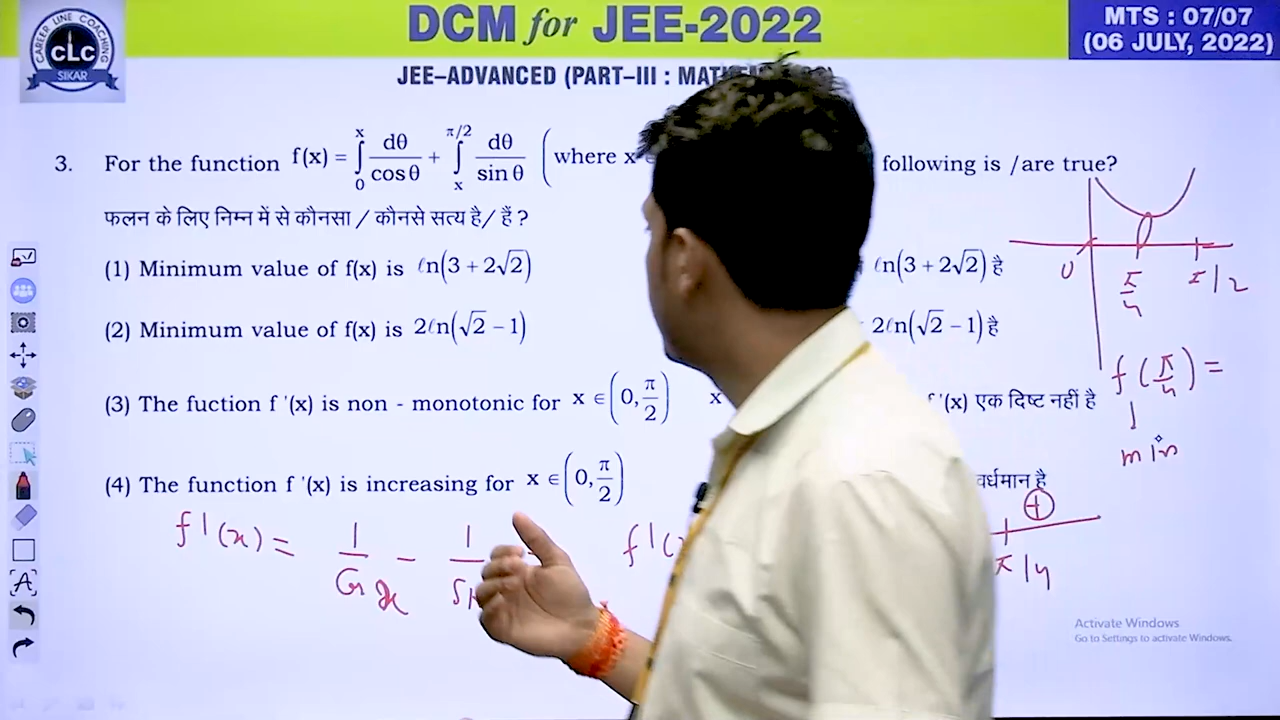 DCM for JEE-2022
MTS : 07/07
(06 JULY, 2022)
CAREER LINE COACHING
CLC
SIKAR
JEE–ADVANCED (PART–III :
3. For the function f(x) = ∫₀ˣ dθ/cosθ + ∫ₓ^(π/2) dθ/sin θ (where x following is /are true?
फलन के लिए निम्न में से कौनसा / कौनसे सत्य है/ हैं ?
(1) Minimum value of f(x) is ℓn(3 + 2√2) ℓn(3 + 2√2) है
(2) Minimum value of f(x) is 2ℓn(√2 – 1) 2ℓn(√2 – 1) है
(3) The fuction f '(x) is non - monotonic for x ∈ (0, π/2) x '(x) एक दिष्ट नहीं है
(4) The function f '(x) is increasing for x ∈ (0, π/2) वर्धमान है
0 π/4 π/2
f(π/4) =
min
f'(x) = 1/cos x – 1/
f'(
+
π/4
A
Activate Windows
Go to Settings to activate Windows.